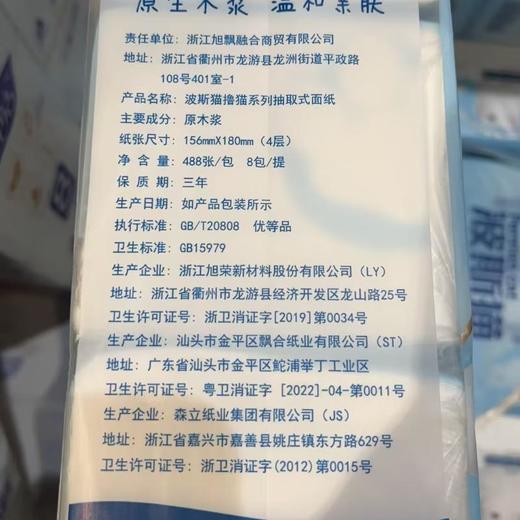 原生木浆 温和亲肤
责任单位：浙江旭飘融合商贸有限公司
地址：浙江省衢州市龙游县龙洲街道平政路
108号401室-1
产品名称：波斯猫撸猫系列抽取式面纸
主要成分：原木浆
纸张尺寸：156mmX180mm（4层）
净 含 量：488张/包 8包/提
保 质 期：三年
生产日期：如产品包装所示
执行标准：GB/T20808 优等品
卫生标准：GB15979
生产企业：浙江旭荣新材料股份有限公司（LY）
地址：浙江省衢州市龙游县经济开发区龙山路25号
卫生许可证号：浙卫消证字[2019]第0034号
生产企业：汕头市金平区飘合纸业有限公司（ST）
地址：广东省汕头市金平区鮀浦举丁工业区
卫生许可证号：粤卫消证字 [2022]-04-第0011号
生产企业：森立纸业集团有限公司（JS）
地址：浙江省嘉兴市嘉善县姚庄镇东方路629号
卫生许可证号：浙卫消证字(2012)第0015号
波斯猫